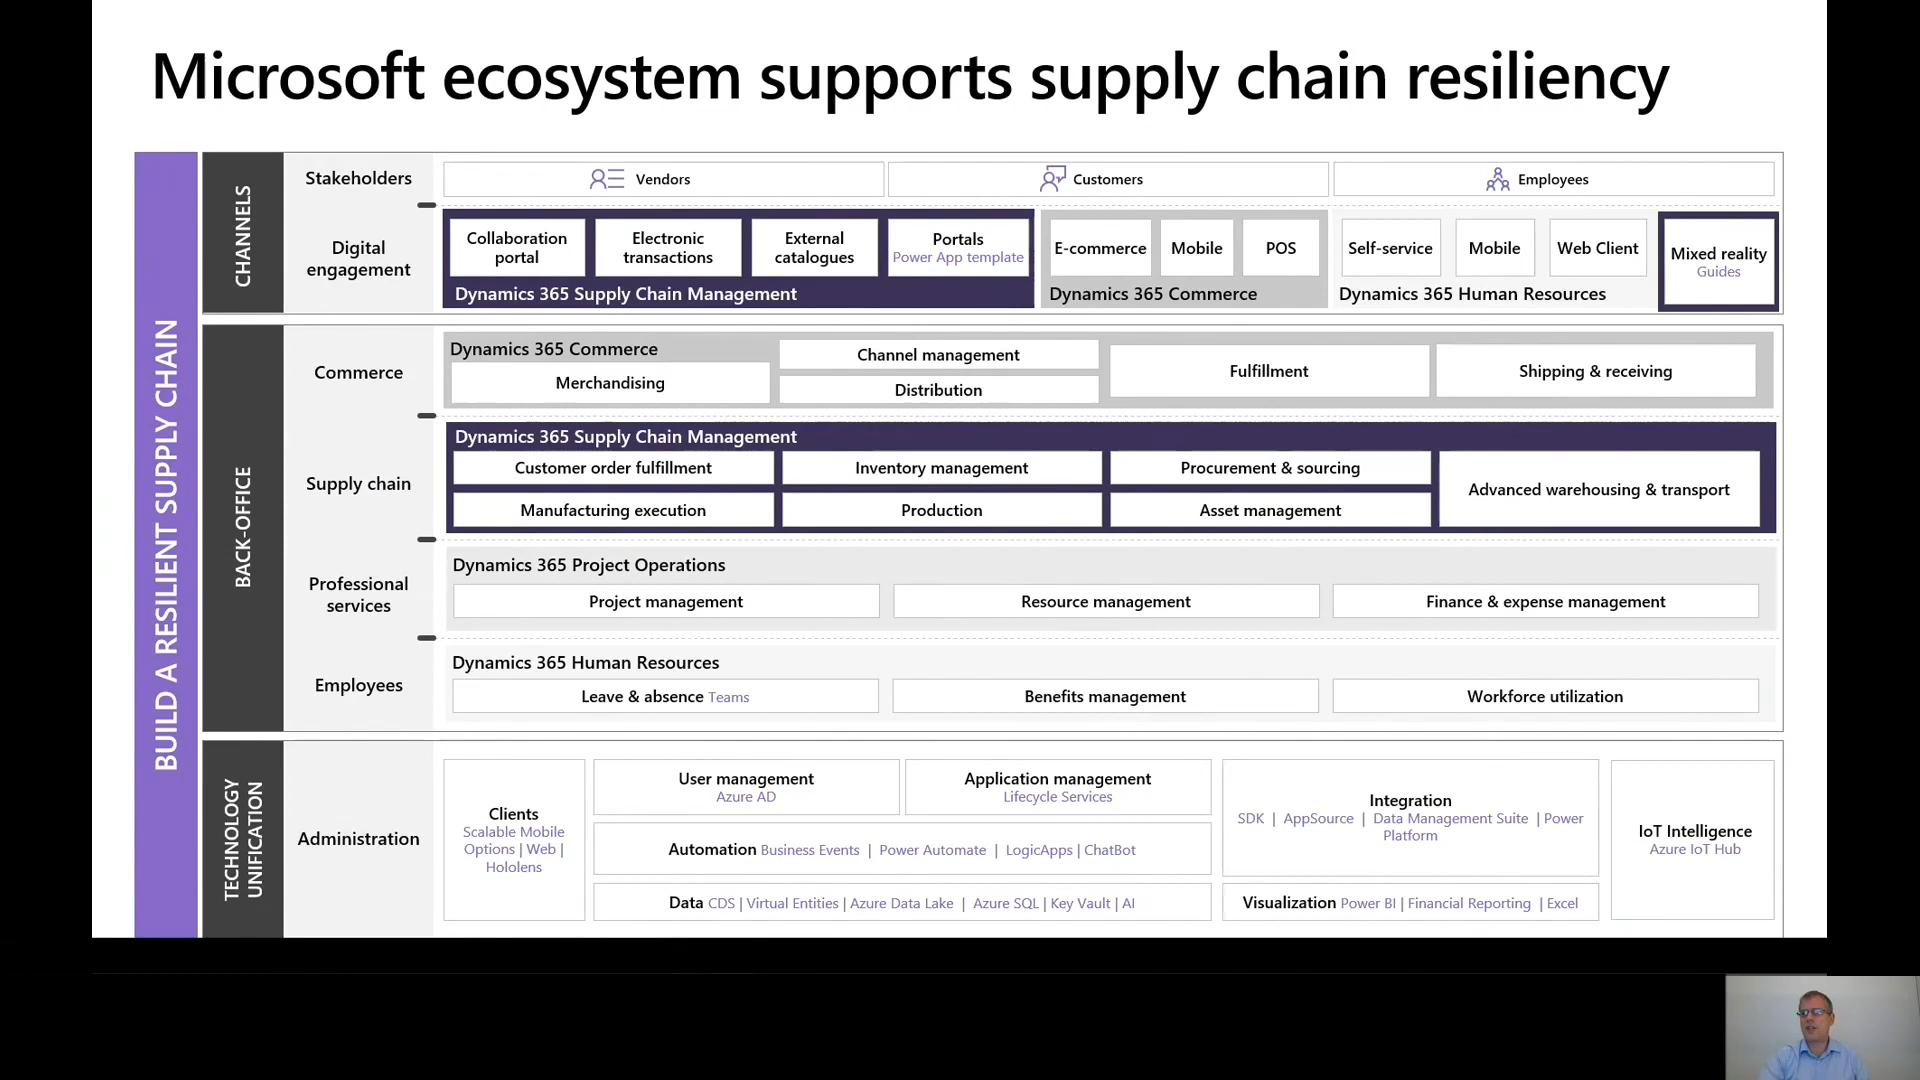 Microsoft ecosystem supports supply chain resiliency
BUILD A RESILIENT SUPPLY CHAIN
CHANNELS
Stakeholders
Vendors
Customers
Employees
Digital
engagement
Collaboration
portal
Electronic
transactions
External
catalogues
Portals
Power App template
Dynamics 365 Supply Chain Management
E-commerce
Mobile
POS
Dynamics 365 Commerce
Self-service
Mobile
Web Client
Dynamics 365 Human Resources
Mixed reality
Guides
BACK-OFFICE
Commerce
Dynamics 365 Commerce
Merchandising
Channel management
Distribution
Fulfillment
Shipping & receiving
Supply chain
Dynamics 365 Supply Chain Management
Customer order fulfillment
Inventory management
Procurement & sourcing
Advanced warehousing & transport
Manufacturing execution
Production
Asset management
Professional
services
Dynamics 365 Project Operations
Project management
Resource management
Finance & expense management
Employees
Dynamics 365 Human Resources
Leave & absence Teams
Benefits management
Workforce utilization
TECHNOLOGY
UNIFICATION
Administration
Clients
Scalable Mobile
Options | Web |
Hololens
User management
Azure AD
Application management
Lifecycle Services
Automation Business Events | Power Automate | LogicApps | ChatBot
Data CDS | Virtual Entities | Azure Data Lake | Azure SQL | Key Vault | AI
Integration
SDK | AppSource | Data Management Suite | Power
Platform
Visualization Power BI | Financial Reporting | Excel
IoT Intelligence
Azure IoT Hub